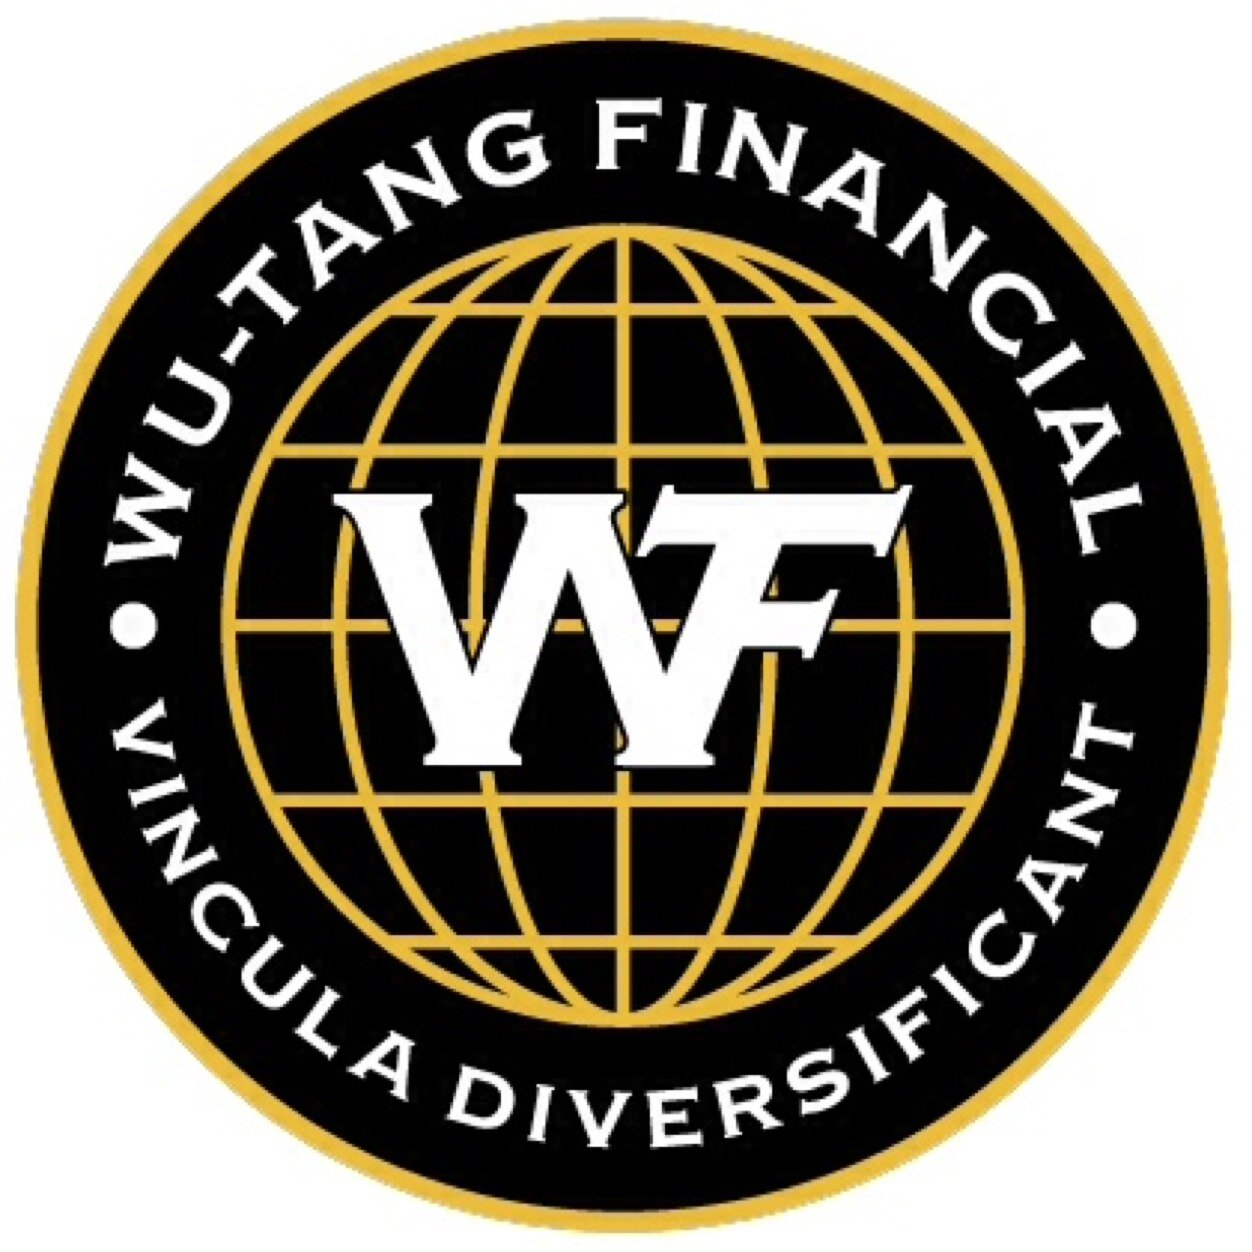 WU-TANG FINANCIAL
WF
• VINCULA DIVERSIFICANT •